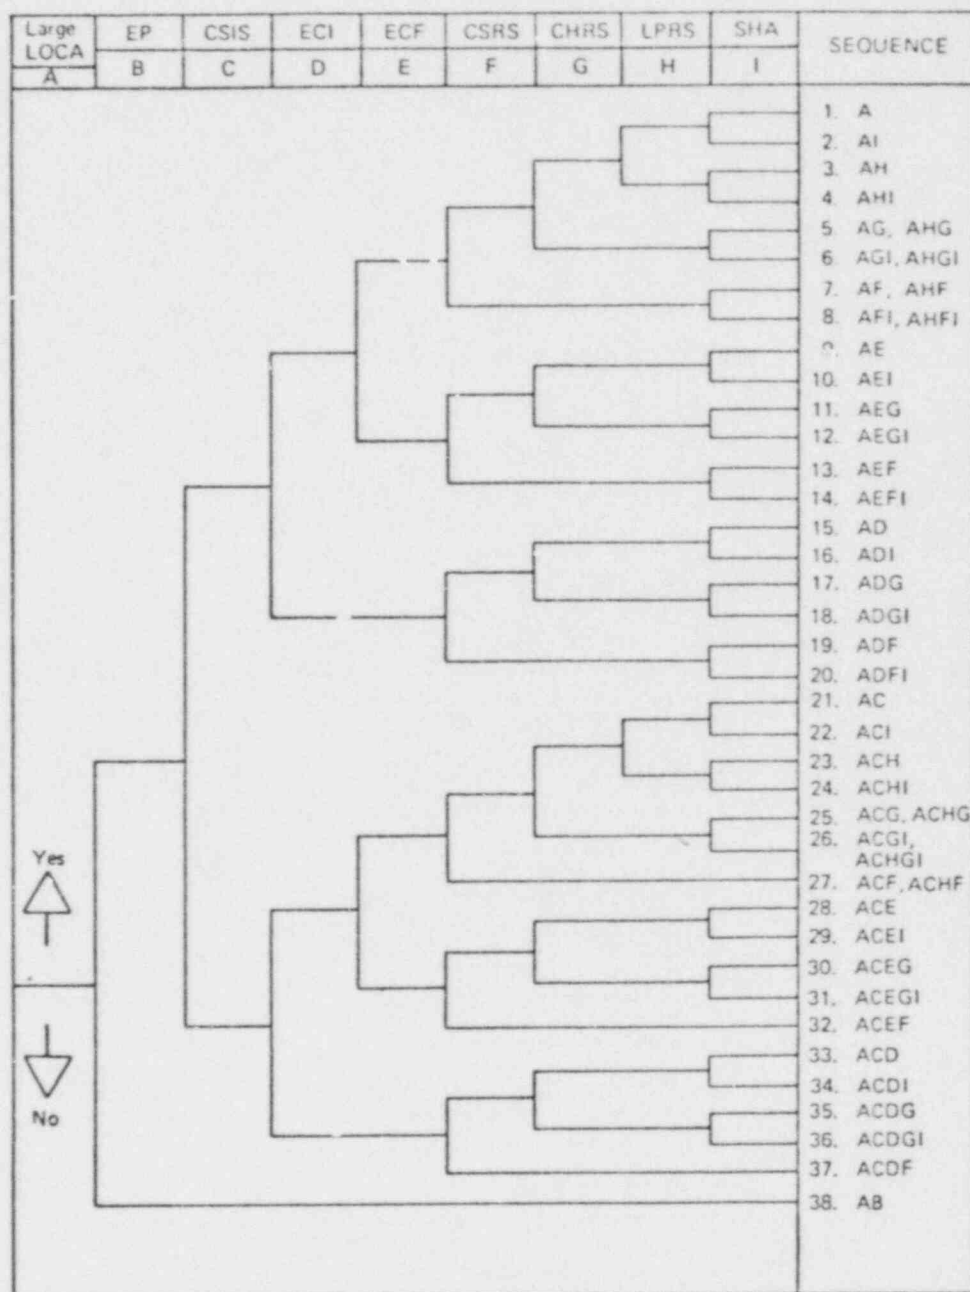 Large LOCA EP CSIS ECI ECF CSRS CHRS LPRS SHA SEQUENCE
A B C D E F G H I
1. A
2. AI
3. AH
4. AHI
5. AG, AHG
6. AGI, AHGI
7. AF, AHF
8. AFI, AHFI
9. AE
10. AEI
11. AEG
12. AEGI
13. AEF
14. AEFI
15. AD
16. ADI
17. ADG
18. ADGI
19. ADF
20. ADFI
21. AC
22. ACI
23. ACH
24. ACHI
25. ACG, ACHG
26. ACGI,
ACHGI
27. ACF, ACHF
28. ACE
29. ACEI
30. ACEG
31. ACEGI
32. ACEF
33. ACD
34. ACDI
35. ACDG
36. ACDGI
37. ACDF
38. AB
Yes
No